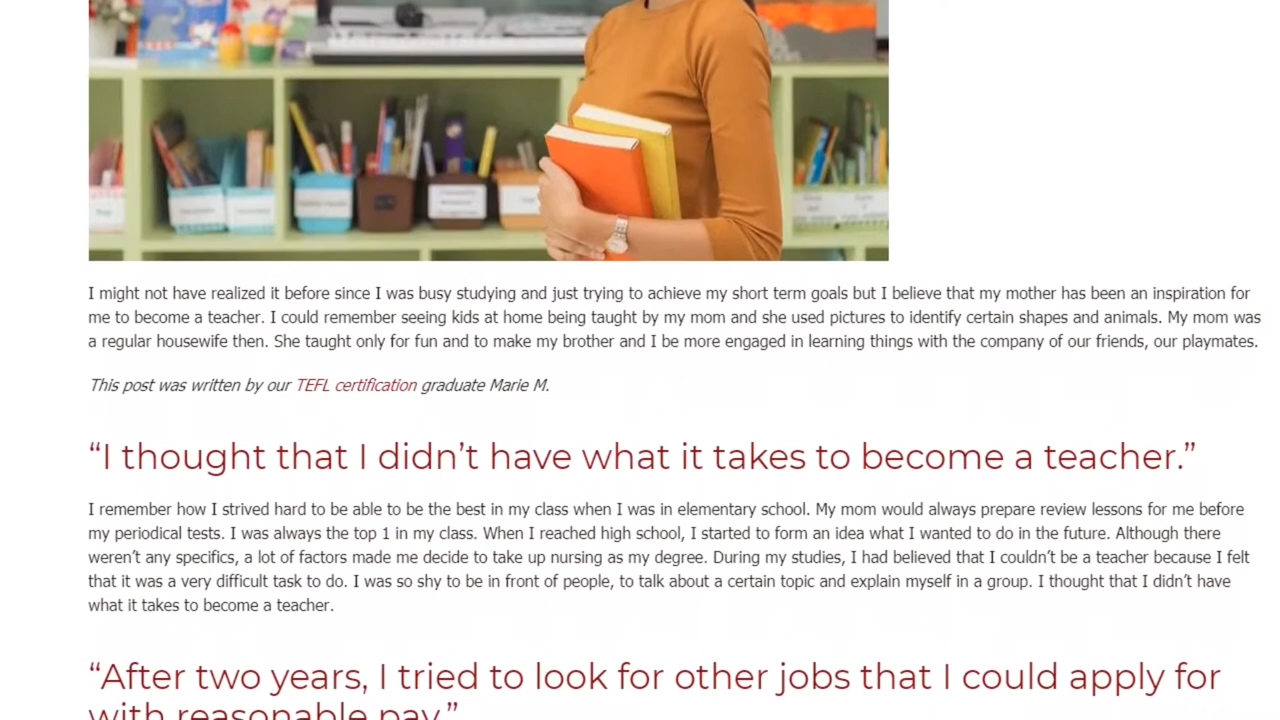 I might not have realized it before since I was busy studying and just trying to achieve my short term goals but I believe that my mother has been an inspiration for
me to become a teacher. I could remember seeing kids at home being taught by my mom and she used pictures to identify certain shapes and animals. My mom was
a regular housewife then. She taught only for fun and to make my brother and I be more engaged in learning things with the company of our friends, our playmates.
This post was written by our TEFL certification graduate Marie M.
“I thought that I didn’t have what it takes to become a teacher.”
I remember how I strived hard to be able to be the best in my class when I was in elementary school. My mom would always prepare review lessons for me before
my periodical tests. I was always the top 1 in my class. When I reached high school, I started to form an idea what I wanted to do in the future. Although there
weren’t any specifics, a lot of factors made me decide to take up nursing as my degree. During my studies, I had believed that I couldn’t be a teacher because I felt
that it was a very difficult task to do. I was so shy to be in front of people, to talk about a certain topic and explain myself in a group. I thought that I didn’t have
what it takes to become a teacher.
“After two years, I tried to look for other jobs that I could apply for
with reasonable pay.”